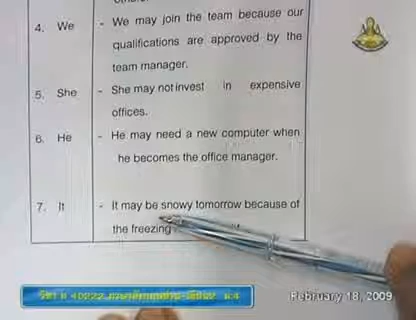 4. We - We may join the team because our
qualifications are approved by the
team manager.
5. She - She may not invest in expensive
offices.
6. He - He may need a new computer when
he becomes the office manager.
7. It - It may be snowy tomorrow because of
the freezing
February 18, 2009